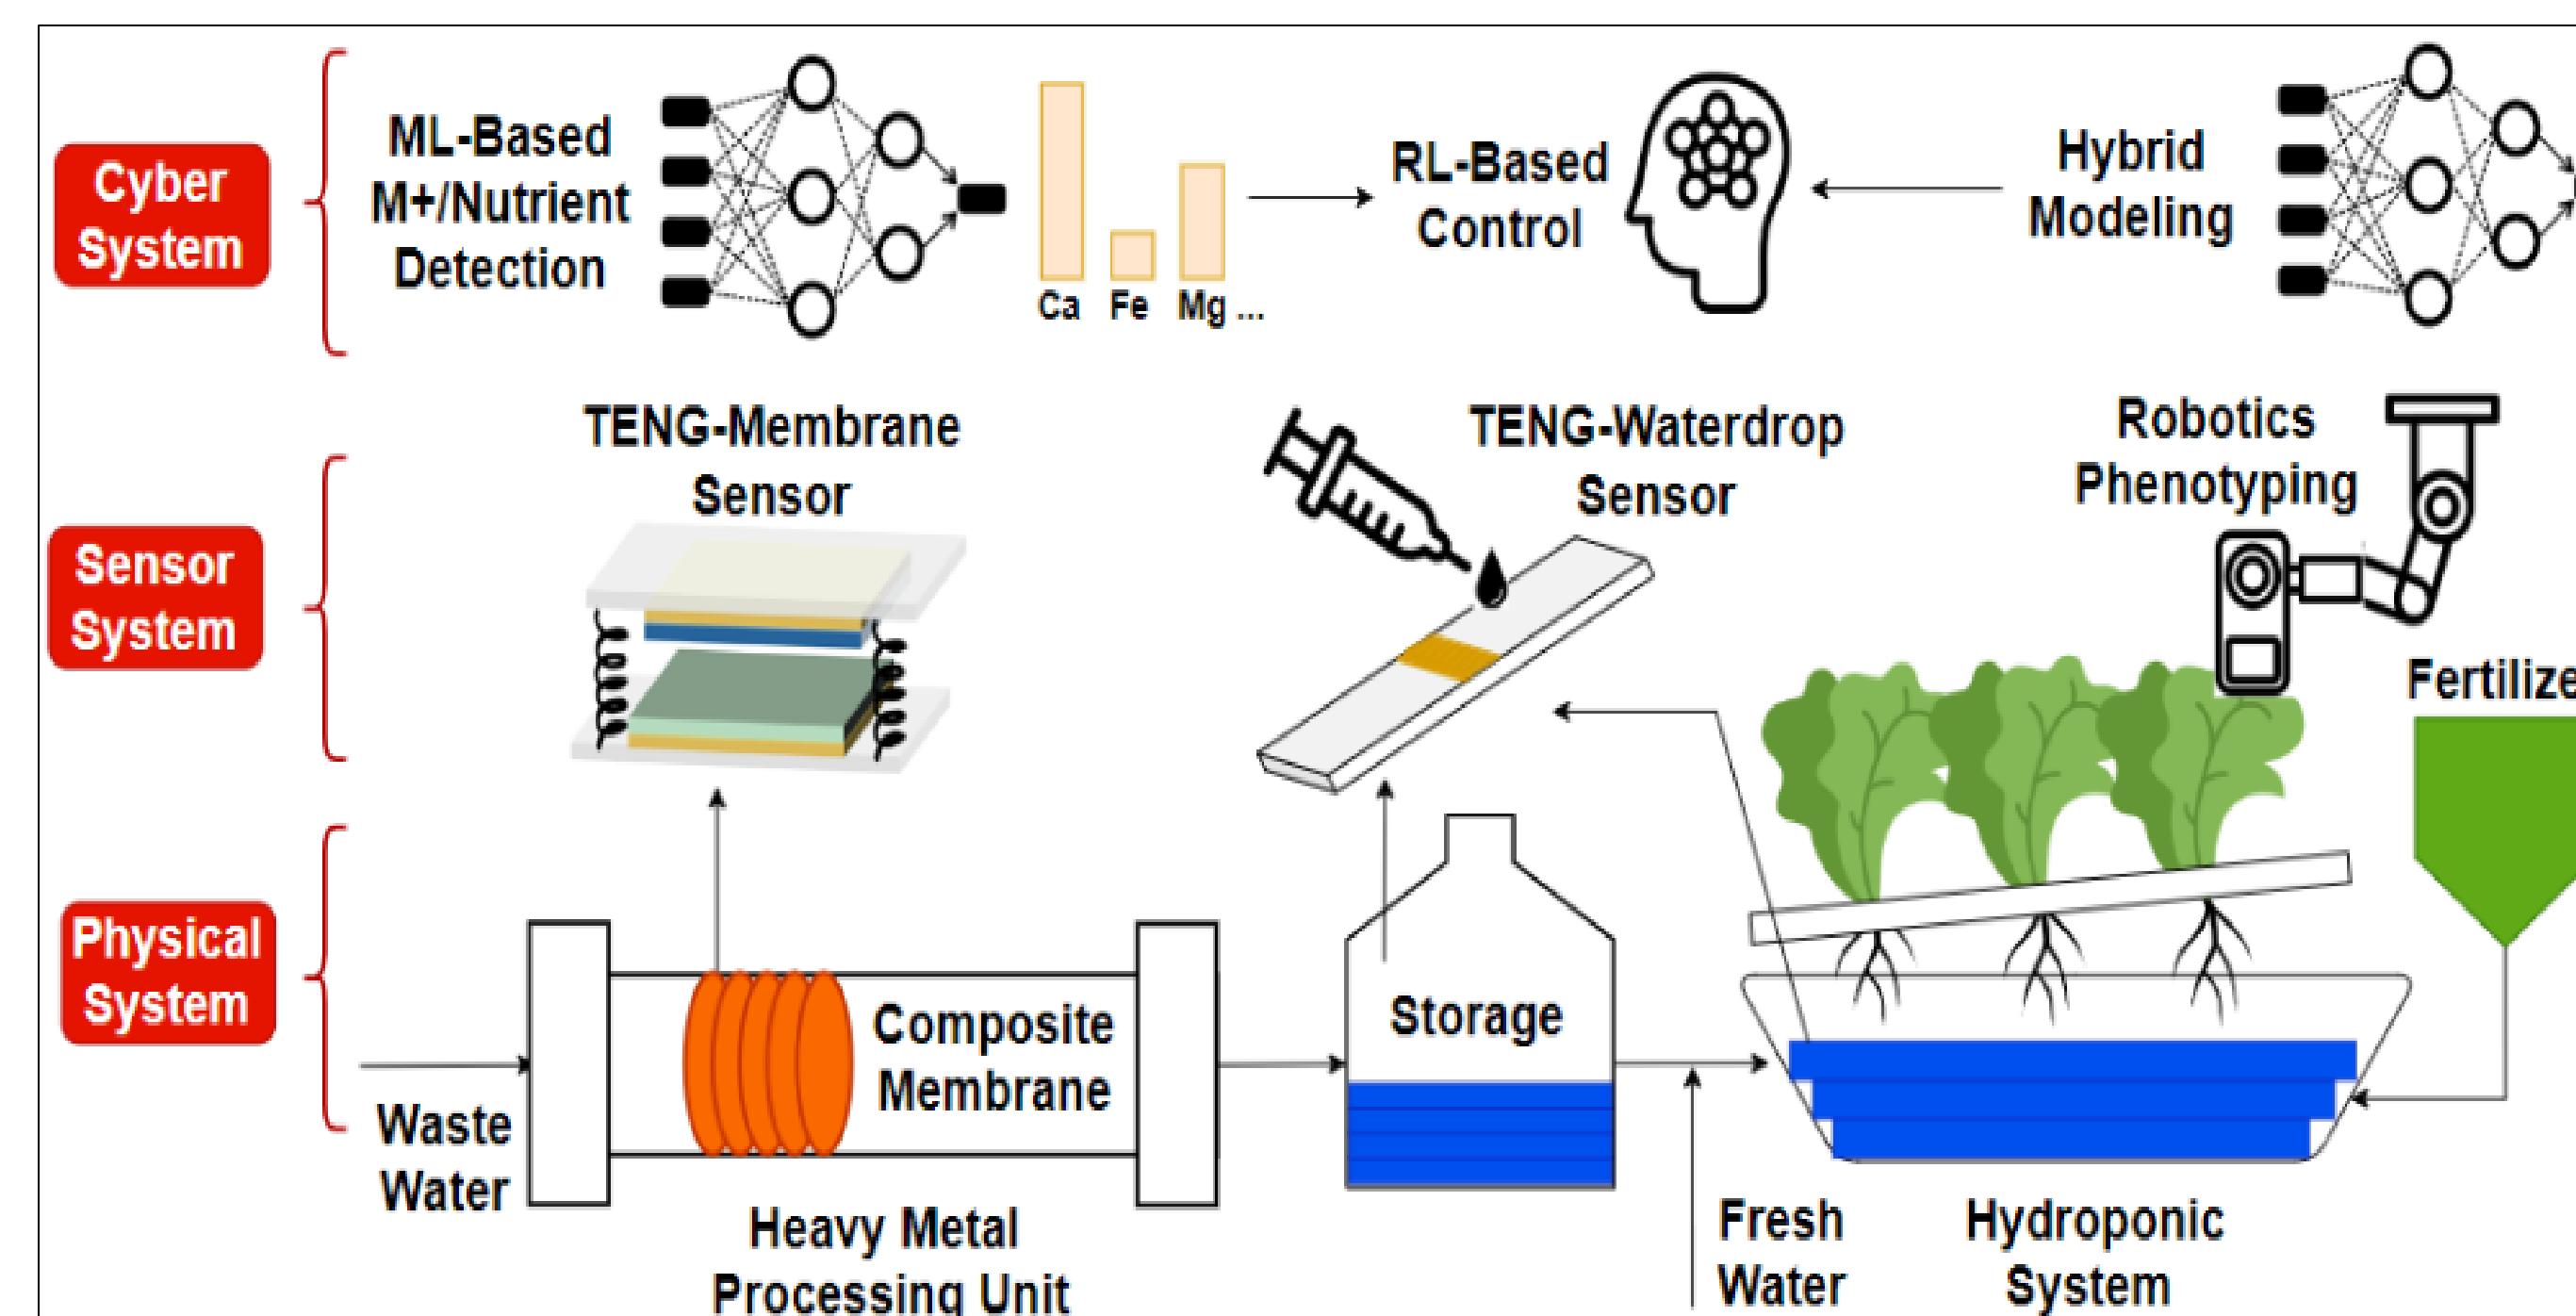 Cyber
System
ML-Based
M+/Nutrient
Detection
Ca Fe Mg ...
RL-Based
Control
Hybrid
Modeling
Sensor
System
TENG-Membrane
Sensor
TENG-Waterdrop
Sensor
Robotics
Phenotyping
Fertilize
Physical
System
Waste
Water
Composite
Membrane
Heavy Metal
Processing Unit
Storage
Fresh
Water
Hydroponic
System